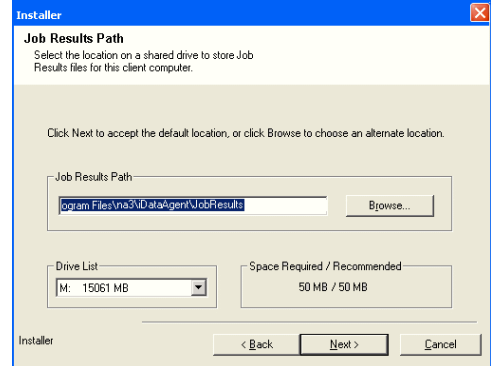 Installer
Job Results Path
Select the location on a shared drive to store Job
Results files for this client computer.
Click Next to accept the default location, or click Browse to choose an alternate location.
Job Results Path
ogram Files\na3\iDataAgent\JobResults
Browse...
Drive List
Space Required / Recommended
M: 15061 MB
50 MB / 50 MB
Installer
< Back
Next >
Cancel